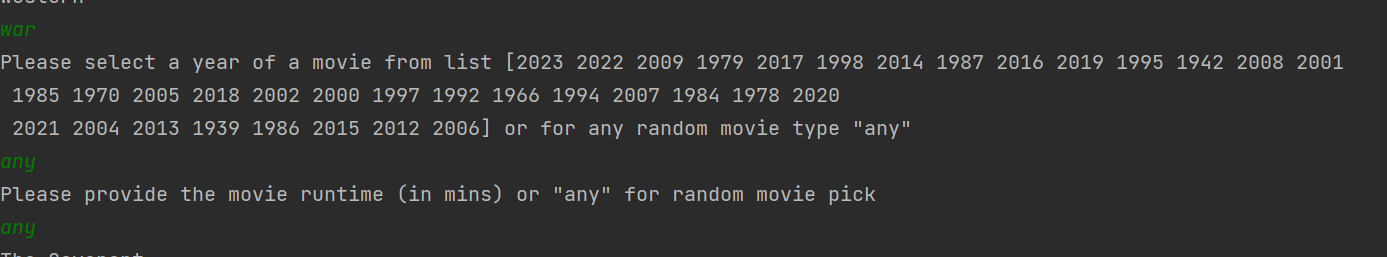 western
war
Please select a year of a movie from list [2023 2022 2009 1979 2017 1998 2014 1987 2016 2019 1995 1942 2008 2001
1985 1970 2005 2018 2002 2000 1997 1992 1966 1994 2007 1984 1978 2020
2021 2004 2013 1939 1986 2015 2012 2006] or for any random movie type "any"
any
Please provide the movie runtime (in mins) or "any" for random movie pick
any
The Covenant